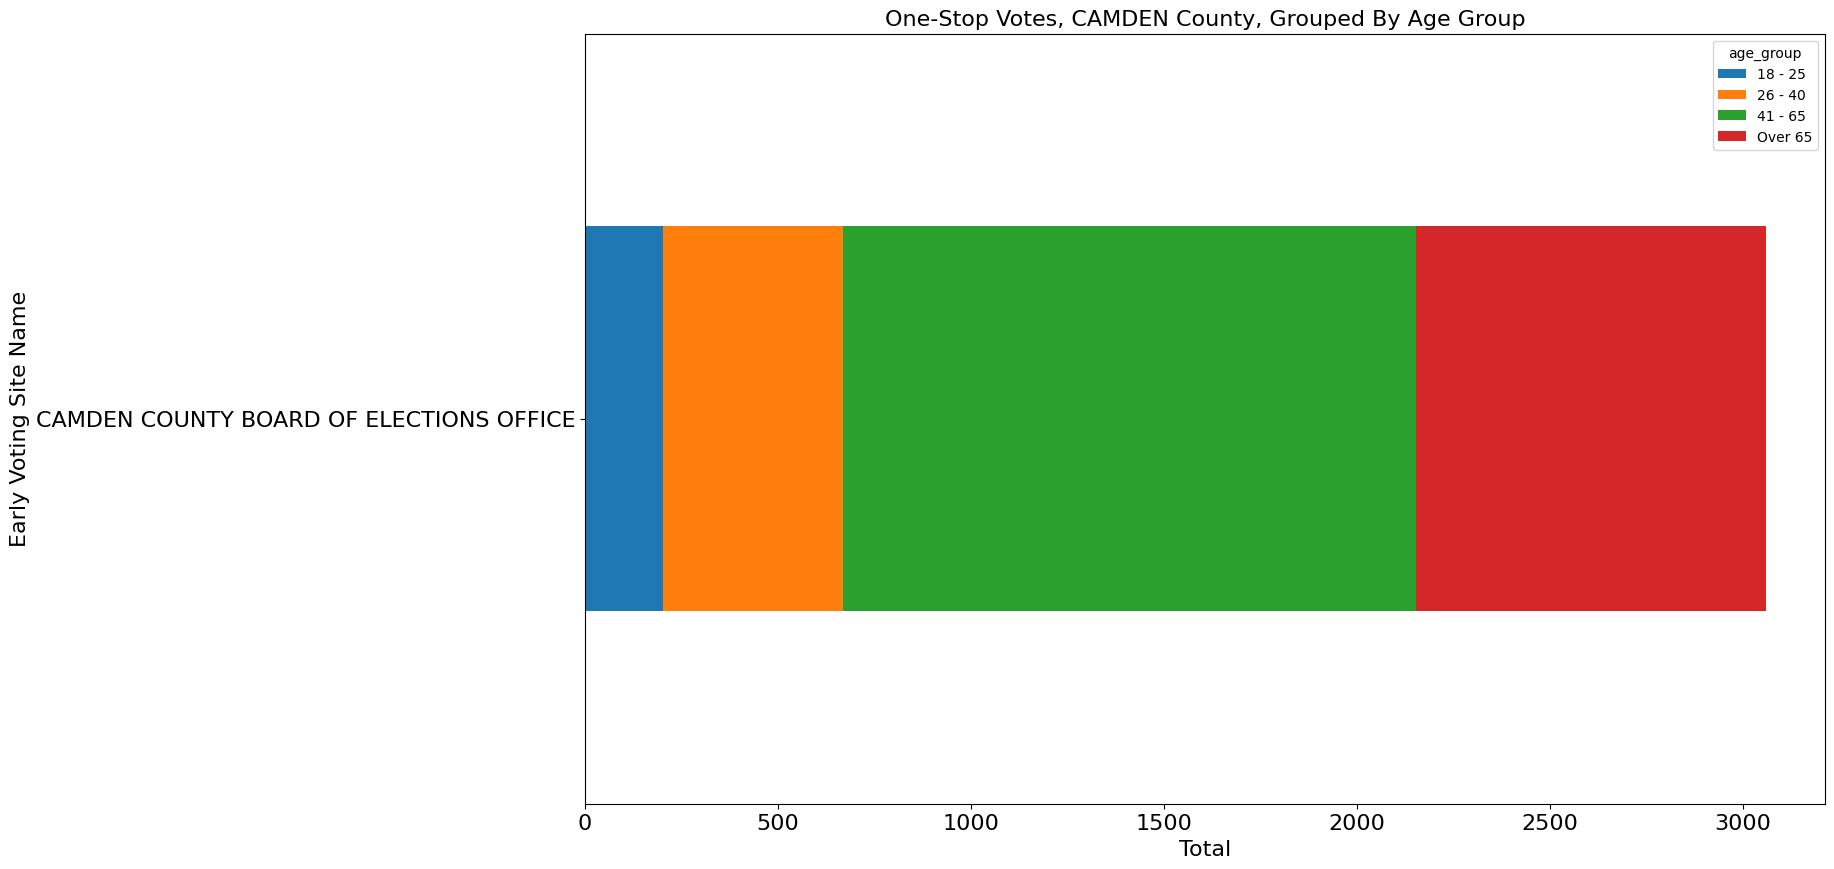 One-Stop Votes, CAMDEN County, Grouped By Age Group
age_group
18 - 25
26 - 40
41 - 65
Over 65
Early Voting Site Name
CAMDEN COUNTY BOARD OF ELECTIONS OFFICE
0 500 1000 1500 2000 2500 3000
Total